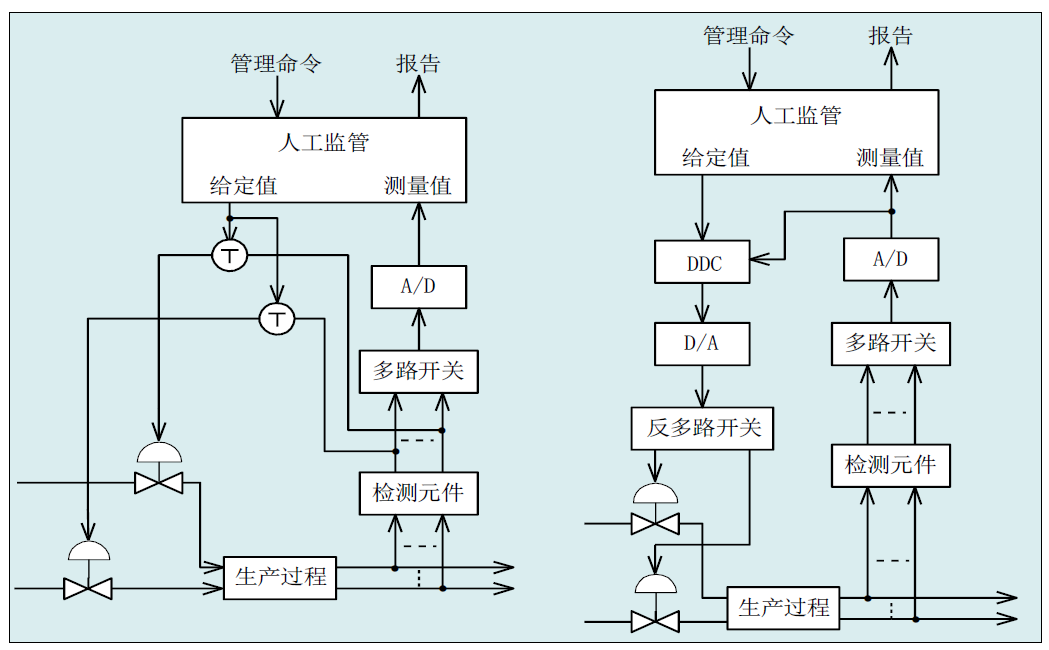 管理命令
报告
人工监管
给定值
测量值
T
T
A/D
多路开关
检测元件
生产过程
管理命令
报告
人工监管
给定值
测量值
DDC
A/D
D/A
多路开关
反多路开关
检测元件
生产过程